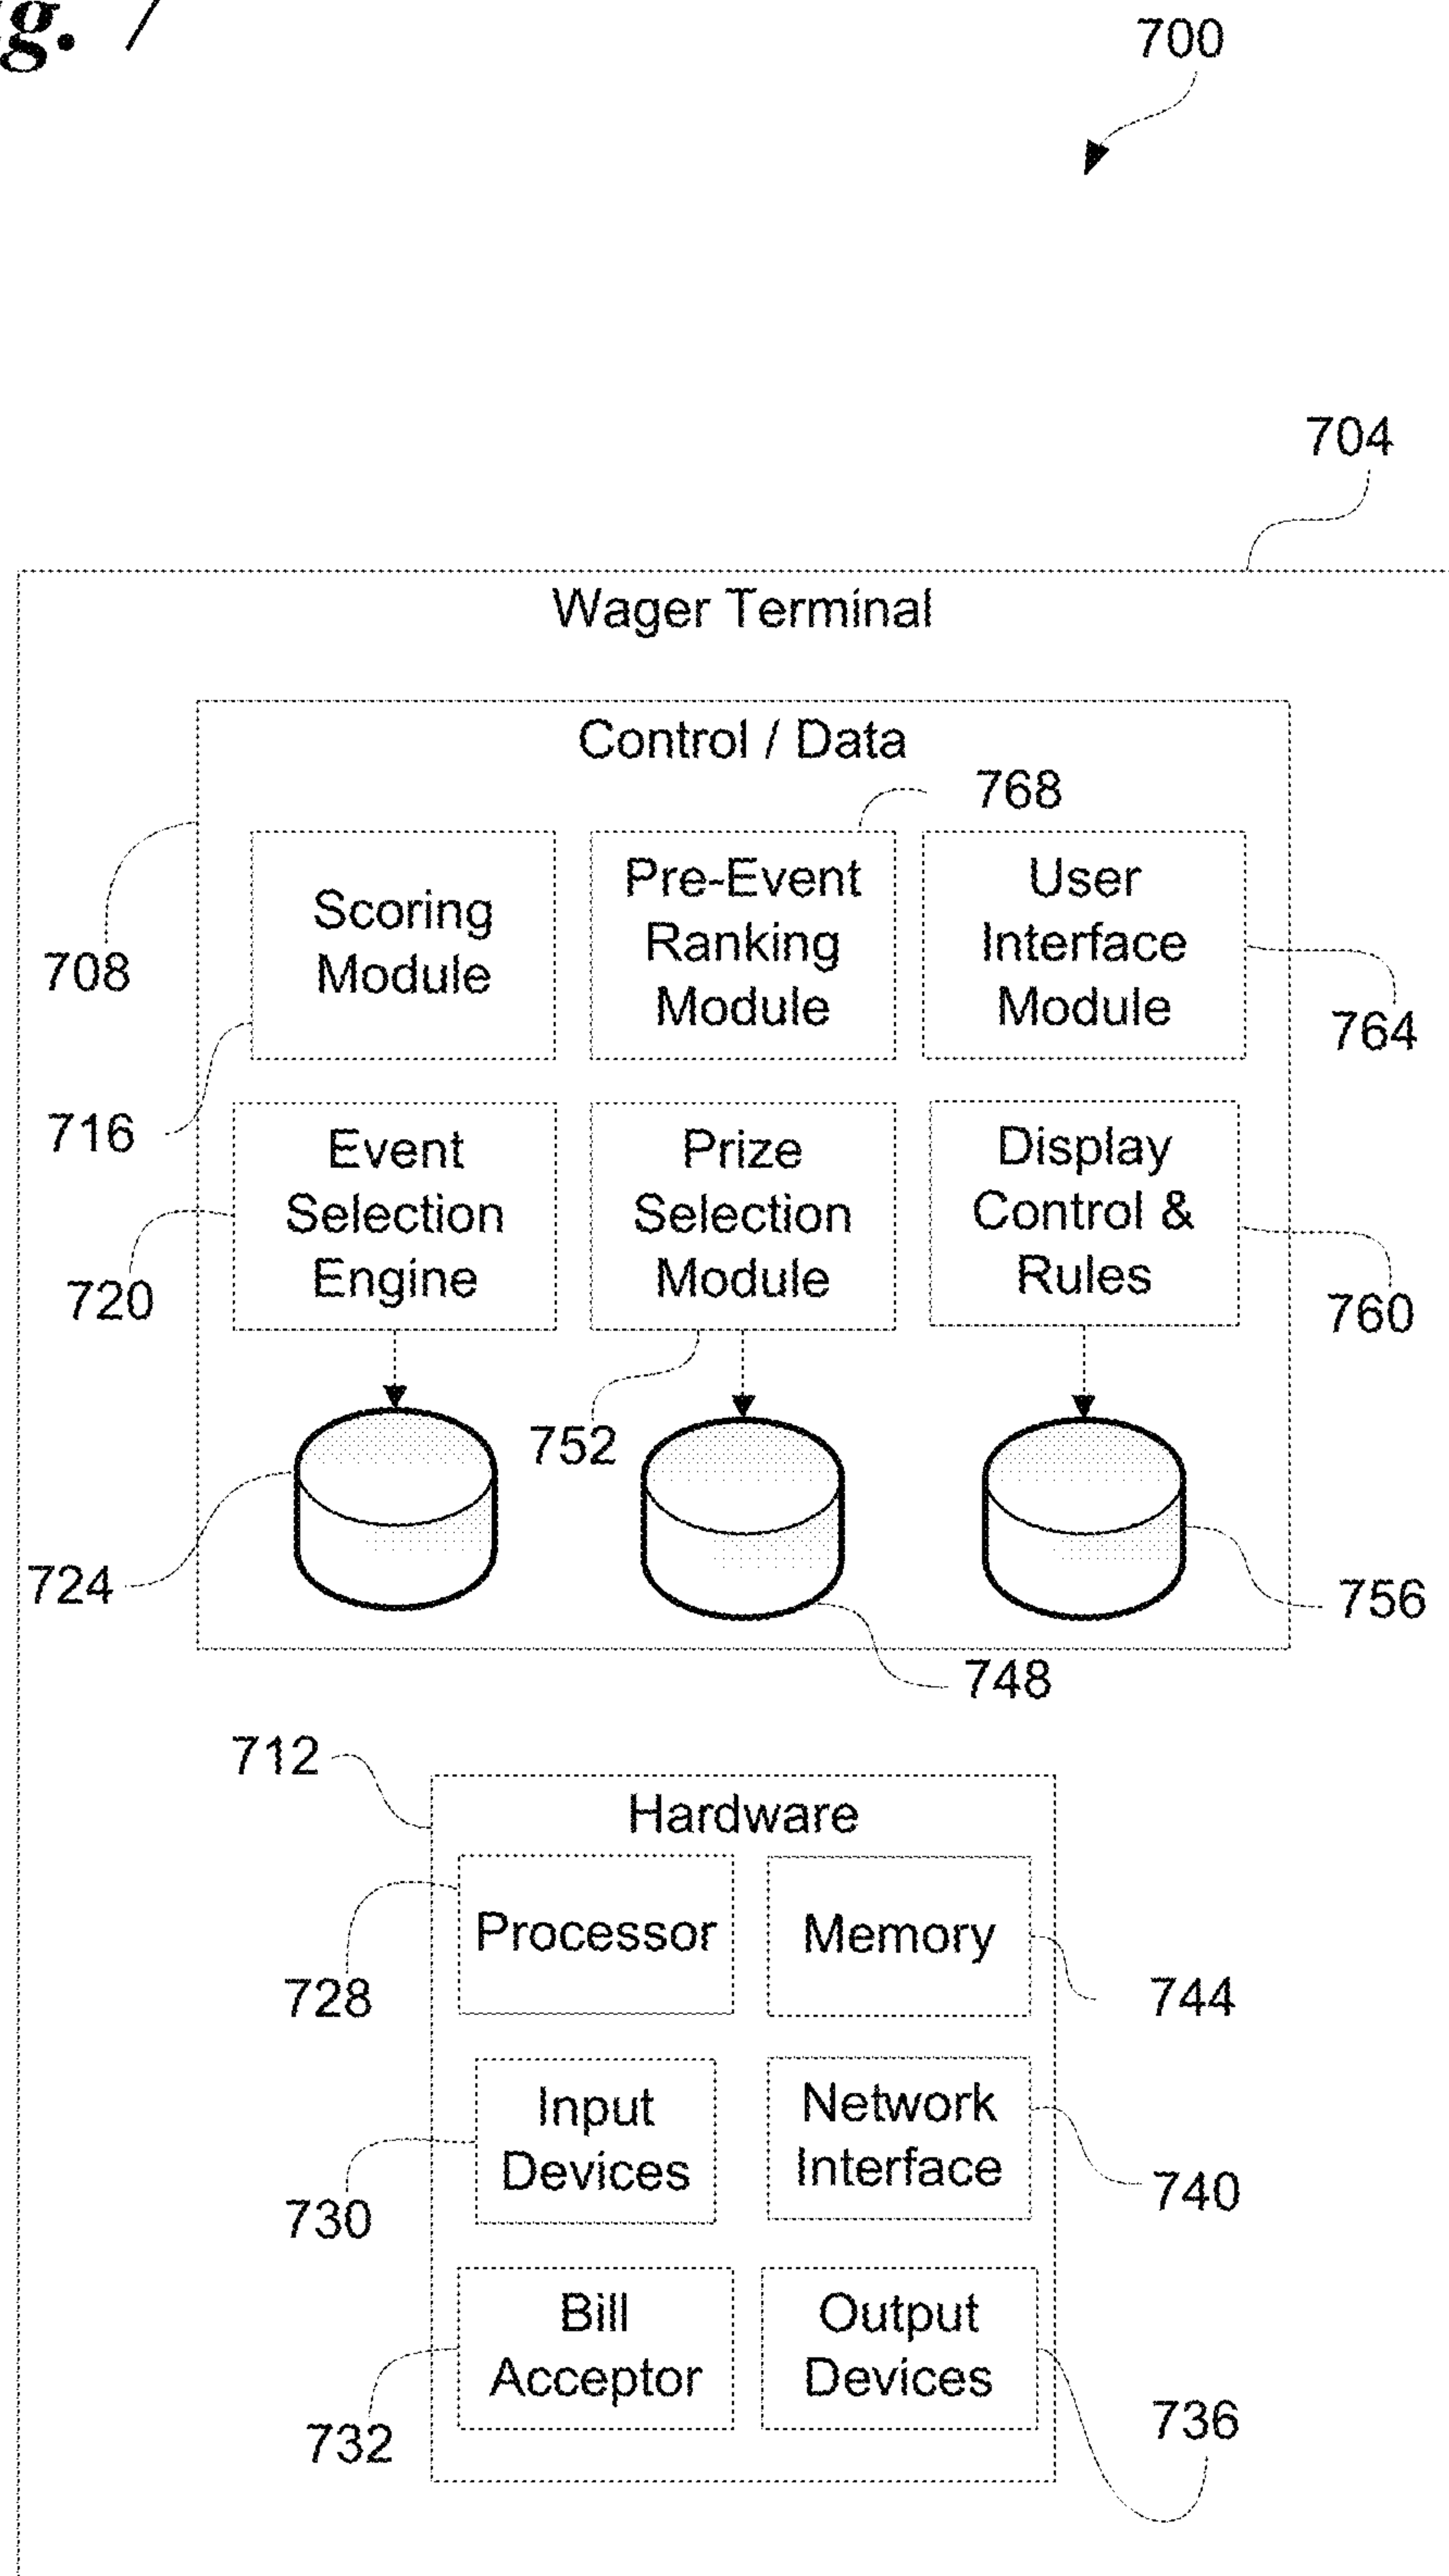 g. 7
700
704
Wager Terminal
Control / Data
768
Scoring
Module
Pre-Event
Ranking
Module
User
Interface
Module
708
764
716
Event
Selection
Engine
Prize
Selection
Module
Display
Control &
Rules
720
760
752
724
756
748
712
Hardware
Processor
Memory
728
744
Input
Devices
Network
Interface
730
740
Bill
Acceptor
Output
Devices
732
736